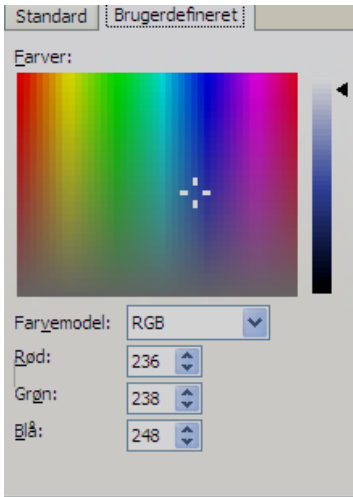 Standard Brugerdefineret
Farver:
Farvemodel: RGB
Rød: 236
Grøn: 238
Blå: 248